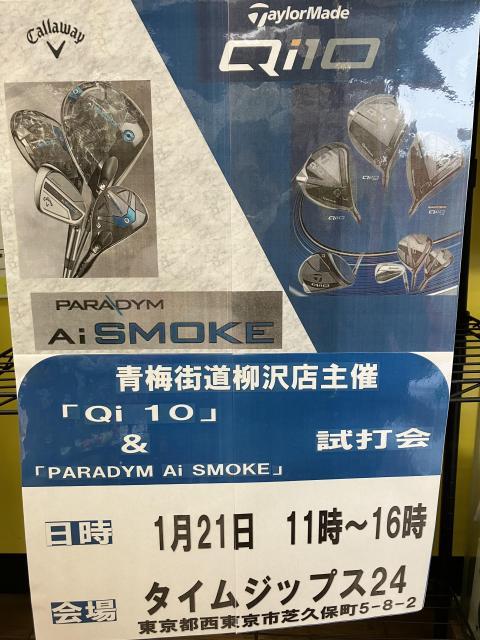 Callaway
TaylorMade
Qi10
PARADYM
Ai SMOKE
青梅街道柳沢店主催
「Qi 10」
&
試打会
「PARADYM Ai SMOKE」
日時 1月21日 11時～16時
会場 タイムジップス24
東京都西東京市芝久保町5-8-2